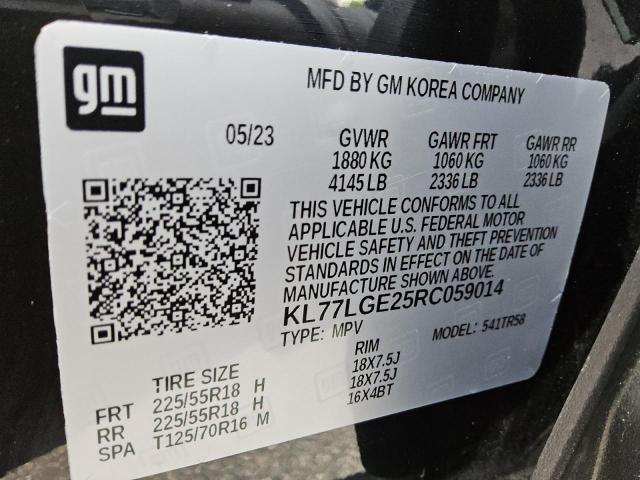 gm
MFD BY GM KOREA COMPANY
05/23
GVWR GAWR FRT GAWR RR
1880 KG 1060 KG 1060 KG
4145 LB 2336 LB 2336 LB
THIS VEHICLE CONFORMS TO ALL
APPLICABLE U.S. FEDERAL MOTOR
VEHICLE SAFETY AND THEFT PREVENTION
STANDARDS IN EFFECT ON THE DATE OF
MANUFACTURE SHOWN ABOVE.
KL77LGE25RC059014
TYPE: MPV MODEL: 541TR58
TIRE SIZE RIM
FRT 225/55R18 H 18X7.5J
RR 225/55R18 H 18X7.5J
SPA T125/70R16 M 16X4BT